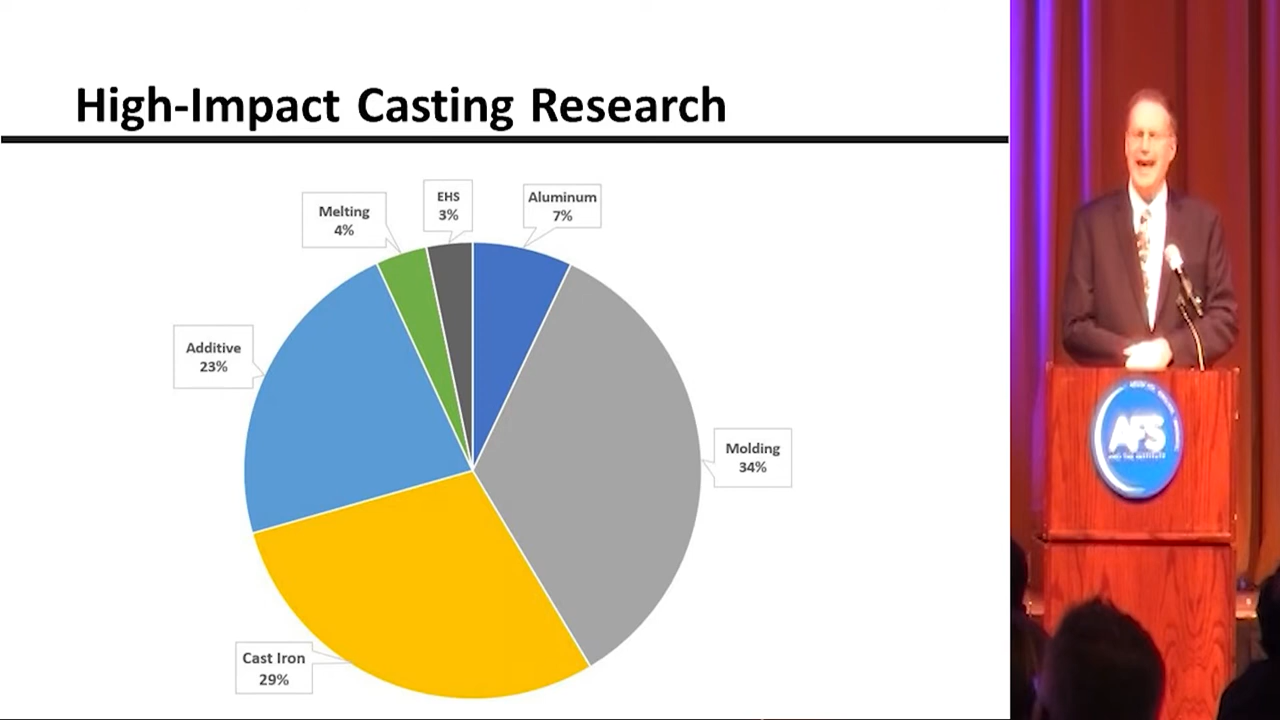 High-Impact Casting Research
Melting
4%
EHS
3%
Aluminum
7%
Additive
23%
Molding
34%
Cast Iron
29%
AFS